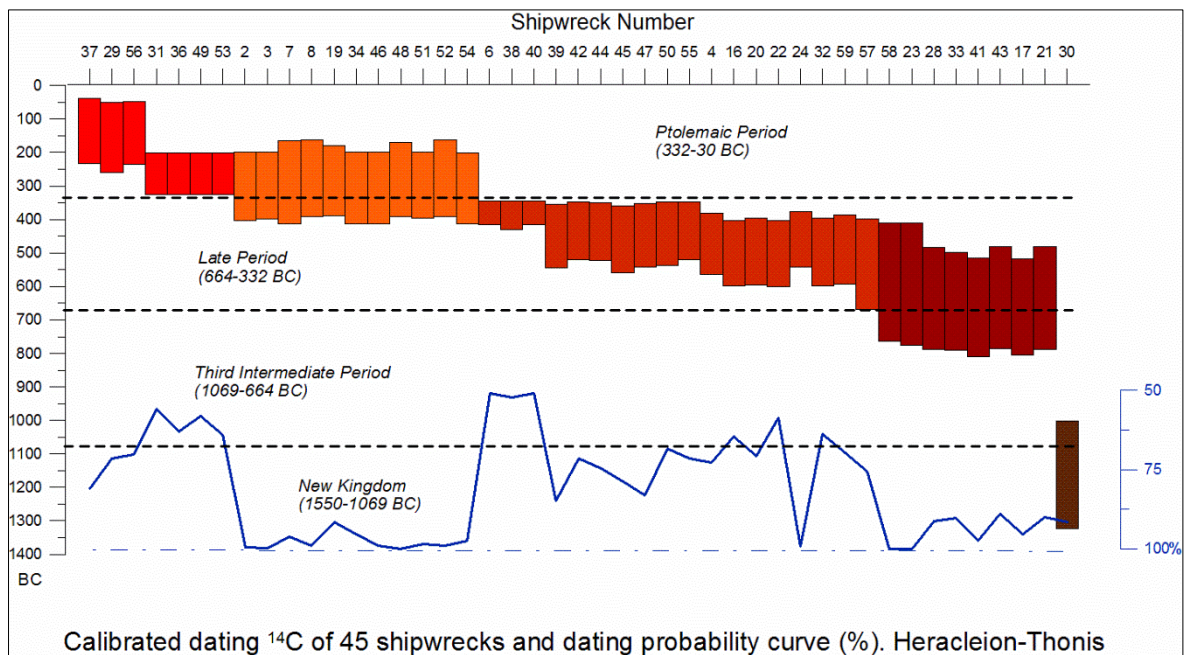 Shipwreck Number
37 29 56 31 36 49 53 2 3 7 8 19 34 46 48 51 52 54 6 38 40 39 42 44 45 47 50 55 4 16 20 22 24 32 59 57 58 23 28 33 41 43 17 21 30
0
100
Ptolemaic Period
(332-30 BC)
200
300
400
Late Period
(664-332 BC)
500
600
700
800
Third Intermediate Period
(1069-664 BC)
900
50
1000
1100
75
New Kingdom
(1550-1069 BC)
1200
1300
1400
100%
BC
Calibrated dating ¹⁴C of 45 shipwrecks and dating probability curve (%). Heracleion-Thonis